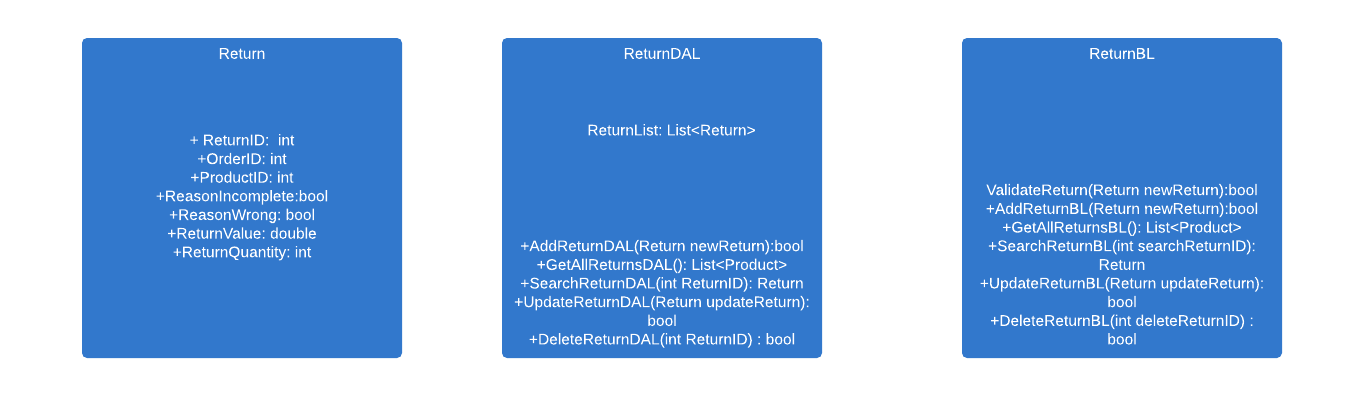 Return
+ ReturnID:  int
+OrderID: int
+ProductID: int
+ReasonIncomplete:bool
+ReasonWrong: bool
+ReturnValue: double
+ReturnQuantity: int
ReturnDAL
ReturnList: List<Return>
+AddReturnDAL(Return newReturn):bool
+GetAllReturnsDAL(): List<Product>
+SearchReturnDAL(int ReturnID): Return
+UpdateReturnDAL(Return updateReturn):
bool
+DeleteReturnDAL(int ReturnID) : bool
ReturnBL
ValidateReturn(Return newReturn):bool
+AddReturnBL(Return newReturn):bool
+GetAllReturnsBL(): List<Product>
+SearchReturnBL(int searchReturnID):
Return
+UpdateReturnBL(Return updateReturn):
bool
+DeleteReturnBL(int deleteReturnID) :
bool